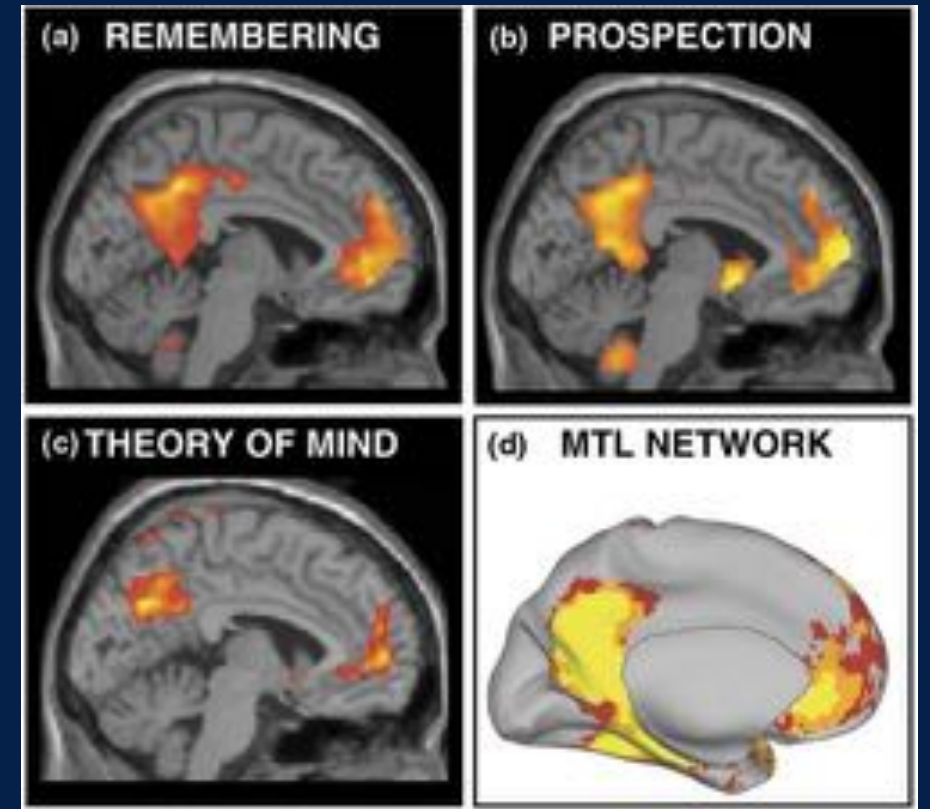 (a) REMEMBERING
(b) PROSPECTION
(c) THEORY OF MIND
(d) MTL NETWORK